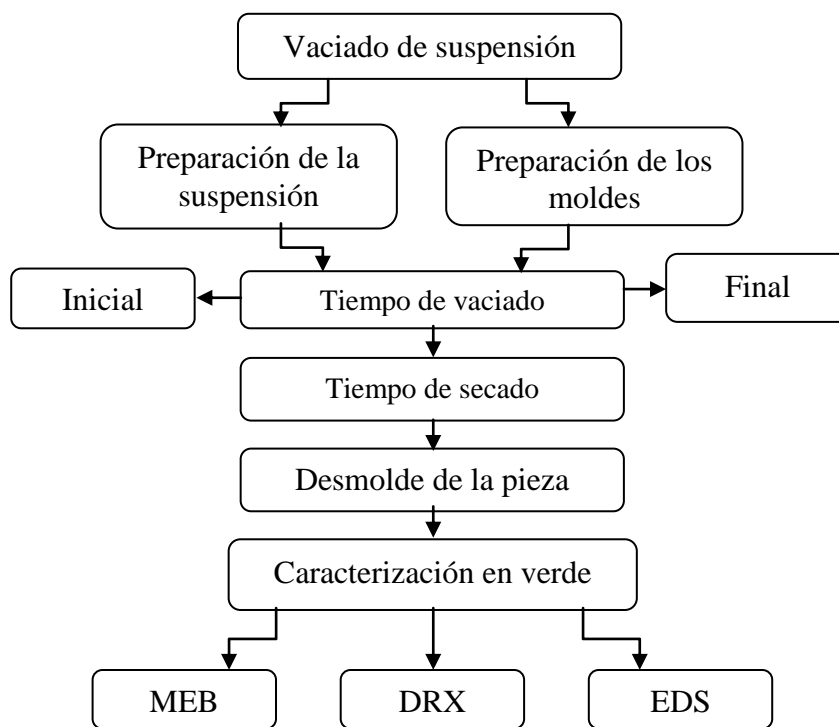 Vaciado de suspensión
Preparación de la
suspensión
Preparación de los
moldes
Inicial
Tiempo de vaciado
Final
Tiempo de secado
Desmolde de la pieza
Caracterización en verde
MEB
DRX
EDS